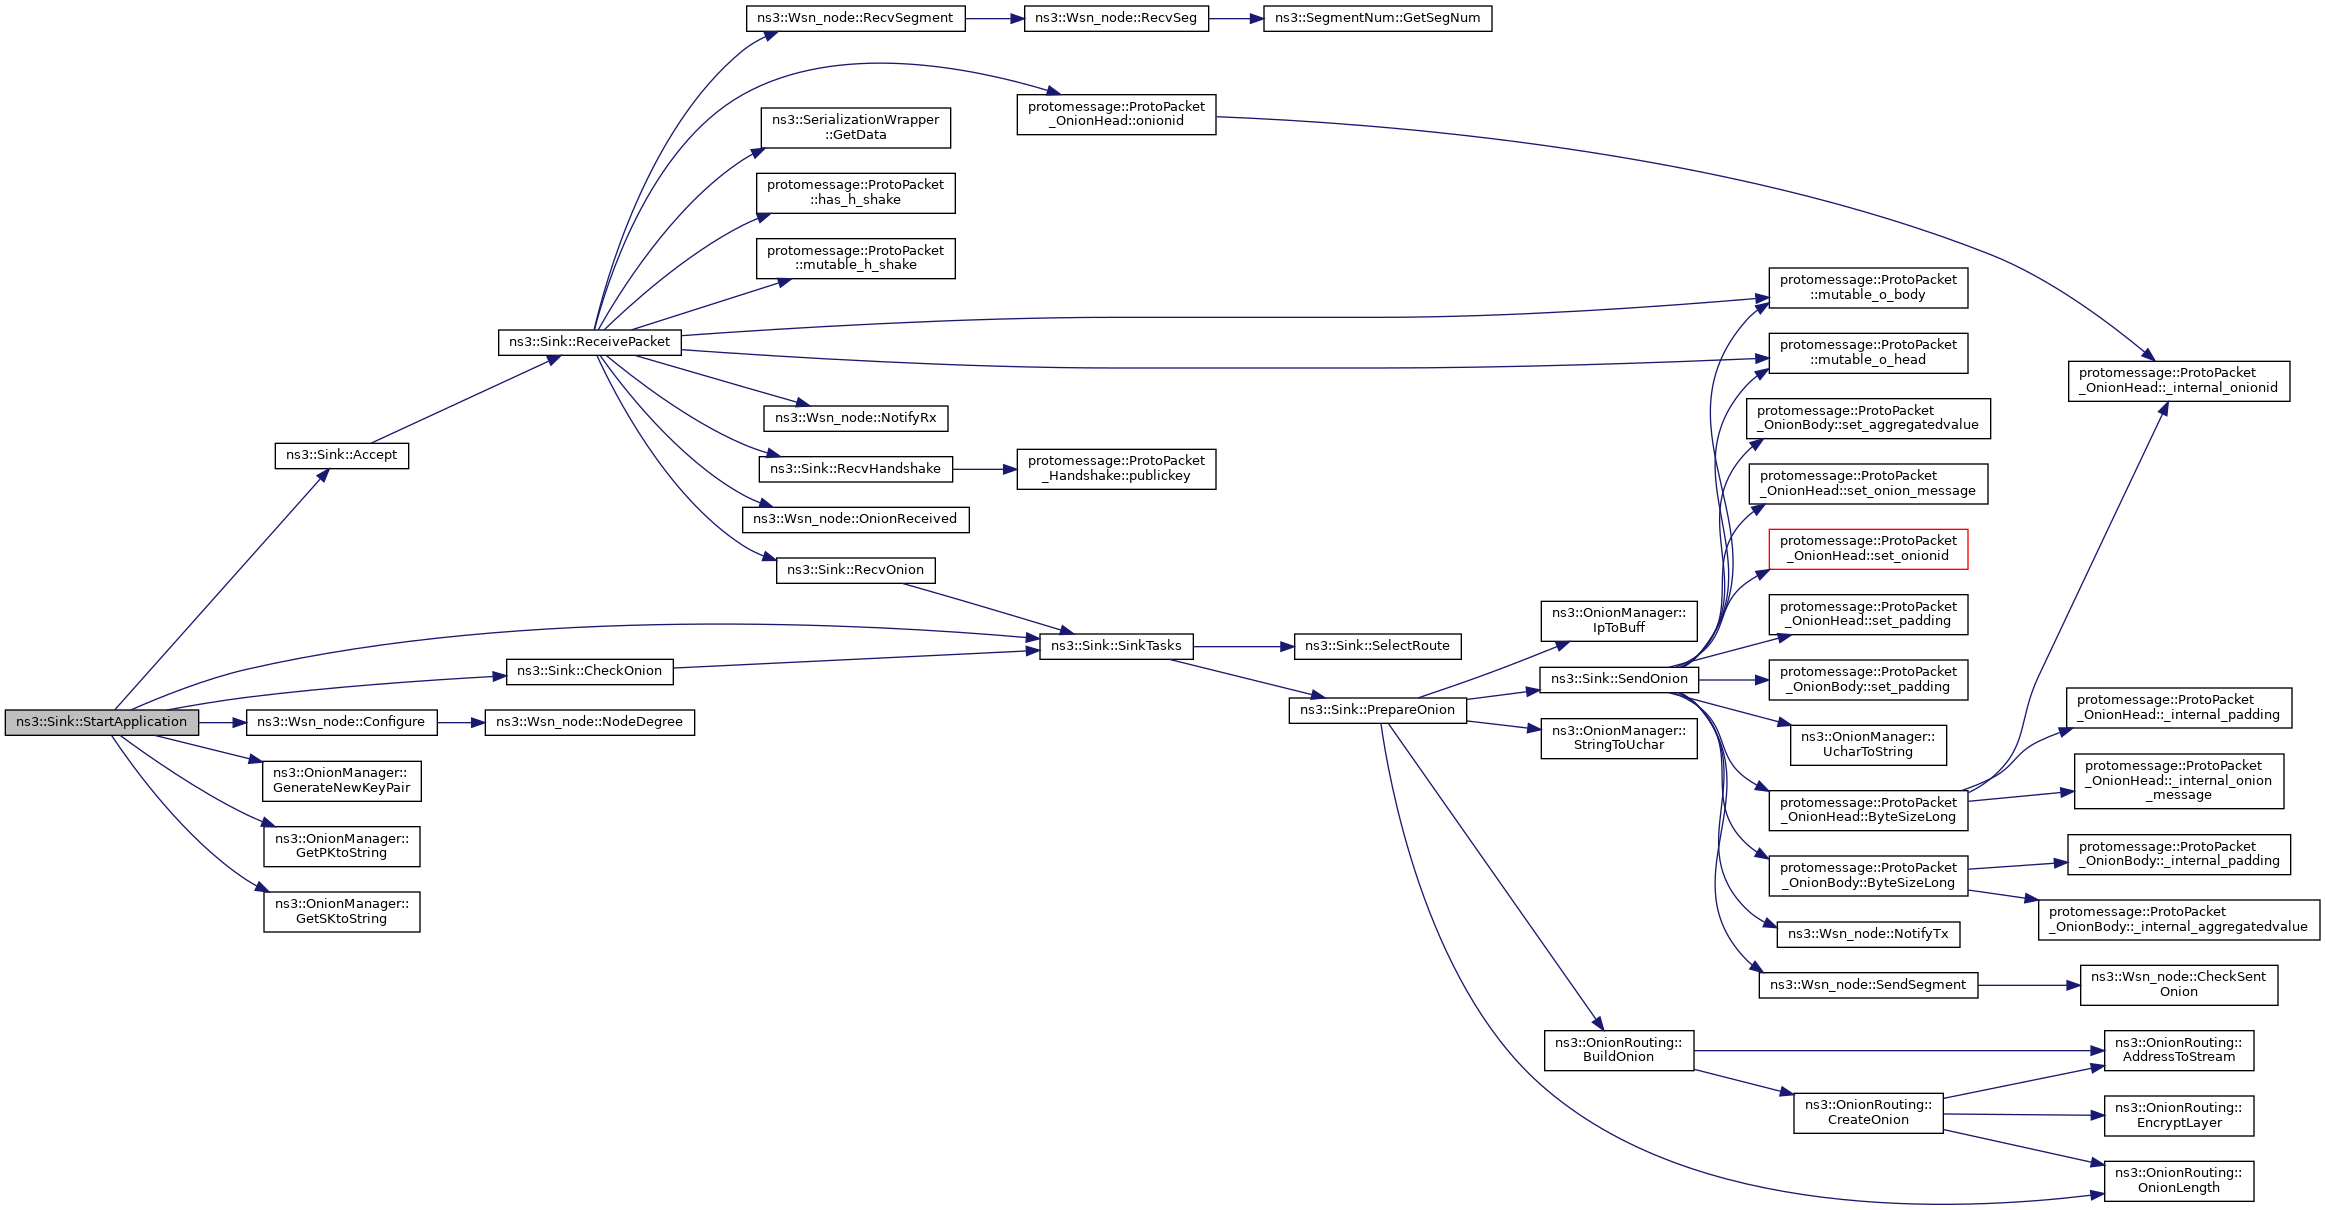 ns3::Sink::StartApplication
ns3::Sink::Accept
ns3::Wsn_node::Configure
ns3::OnionManager::
GenerateNewKeyPair
ns3::OnionManager::
GetPKtoString
ns3::OnionManager::
GetSKtoString
ns3::Sink::ReceivePacket
ns3::Sink::CheckOnion
ns3::Wsn_node::NodeDegree
ns3::Wsn_node::RecvSegment
ns3::SerializationWrapper
::GetData
protomessage::ProtoPacket
::has_h_shake
protomessage::ProtoPacket
::mutable_h_shake
ns3::Wsn_node::NotifyRx
ns3::Sink::RecvHandshake
ns3::Wsn_node::OnionReceived
ns3::Sink::RecvOnion
ns3::Wsn_node::RecvSeg
protomessage::ProtoPacket
_OnionHead::onionid
protomessage::ProtoPacket
_Handshake::publickey
ns3::Sink::SinkTasks
ns3::SegmentNum::GetSegNum
ns3::Sink::SelectRoute
ns3::Sink::PrepareOnion
ns3::OnionManager::
IpToBuff
ns3::Sink::SendOnion
ns3::OnionManager::
StringToUchar
ns3::OnionRouting::
BuildOnion
protomessage::ProtoPacket
::mutable_o_body
protomessage::ProtoPacket
::mutable_o_head
protomessage::ProtoPacket
_OnionBody::set_aggregatedvalue
protomessage::ProtoPacket
_OnionHead::set_onion_message
protomessage::ProtoPacket
_OnionHead::set_onionid
protomessage::ProtoPacket
_OnionHead::set_padding
protomessage::ProtoPacket
_OnionBody::set_padding
ns3::OnionManager::
UcharToString
protomessage::ProtoPacket
_OnionHead::ByteSizeLong
protomessage::ProtoPacket
_OnionBody::ByteSizeLong
ns3::Wsn_node::NotifyTx
ns3::Wsn_node::SendSegment
ns3::OnionRouting::
CreateOnion
protomessage::ProtoPacket
_OnionHead::_internal_onionid
protomessage::ProtoPacket
_OnionHead::_internal_padding
protomessage::ProtoPacket
_OnionHead::_internal_onion
_message
protomessage::ProtoPacket
_OnionBody::_internal_padding
protomessage::ProtoPacket
_OnionBody::_internal_aggregatedvalue
ns3::Wsn_node::CheckSent
Onion
ns3::OnionRouting::
AddressToStream
ns3::OnionRouting::
EncryptLayer
ns3::OnionRouting::
OnionLength